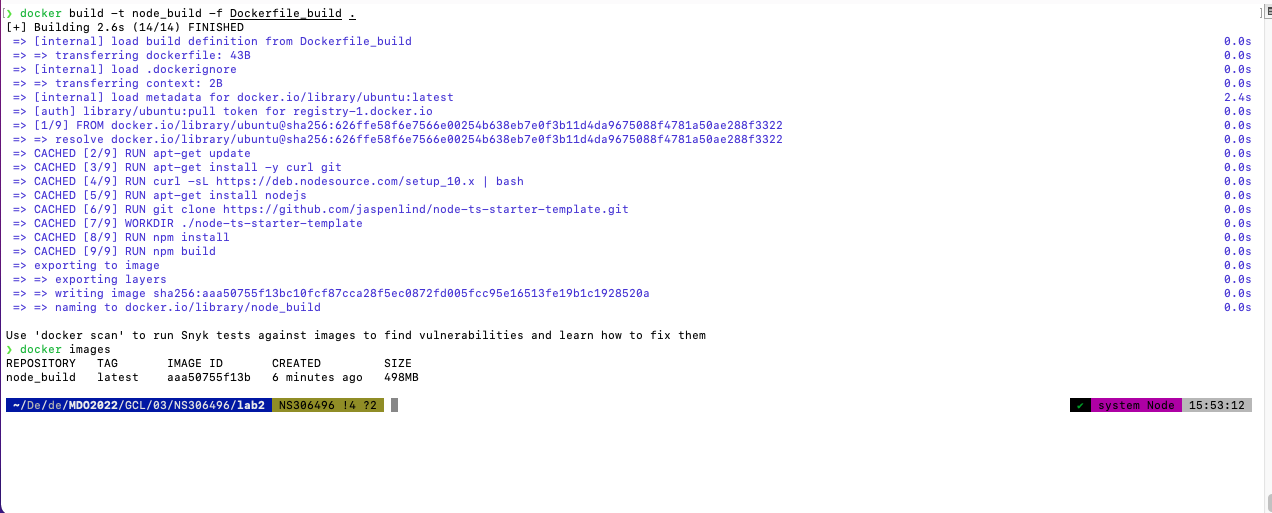 ❯ docker build -t node_build -f Dockerfile_build .
[+] Building 2.6s (14/14) FINISHED
=> [internal] load build definition from Dockerfile_build 0.0s
=> => transferring dockerfile: 43B 0.0s
=> [internal] load .dockerignore 0.0s
=> => transferring context: 2B 0.0s
=> [internal] load metadata for docker.io/library/ubuntu:latest 2.4s
=> [auth] library/ubuntu:pull token for registry-1.docker.io 0.0s
=> [1/9] FROM docker.io/library/ubuntu@sha256:626ffe58f6e7566e00254b638eb7e0f3b11d4da9675088f4781a50ae288f3322 0.0s
=> => resolve docker.io/library/ubuntu@sha256:626ffe58f6e7566e00254b638eb7e0f3b11d4da9675088f4781a50ae288f3322 0.0s
=> CACHED [2/9] RUN apt-get update 0.0s
=> CACHED [3/9] RUN apt-get install -y curl git 0.0s
=> CACHED [4/9] RUN curl -sL https://deb.nodesource.com/setup_10.x | bash 0.0s
=> CACHED [5/9] RUN apt-get install nodejs 0.0s
=> CACHED [6/9] RUN git clone https://github.com/jaspenlind/node-ts-starter-template.git 0.0s
=> CACHED [7/9] WORKDIR ./node-ts-starter-template 0.0s
=> CACHED [8/9] RUN npm install 0.0s
=> CACHED [9/9] RUN npm build 0.0s
=> exporting to image 0.0s
=> => exporting layers 0.0s
=> => writing image sha256:aaa50755f13bc10fcf87cca28f5ec0872fd005fcc95e16513fe19b1c1928520a 0.0s
=> => naming to docker.io/library/node_build 0.0s
Use 'docker scan' to run Snyk tests against images to find vulnerabilities and learn how to fix them
❯ docker images
REPOSITORY TAG IMAGE ID CREATED SIZE
node_build latest aaa50755f13b 6 minutes ago 498MB
~/De/de/MDO2022/GCL/03/NS306496/lab2 NS306496 !4 ?2 ✔ system Node 15:53:12